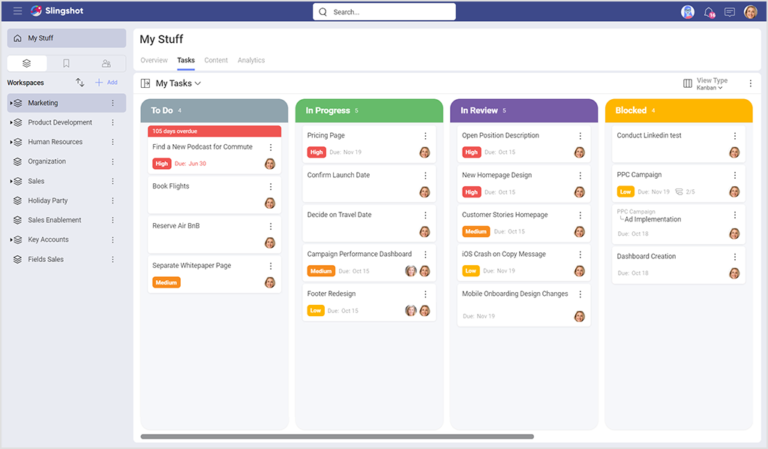 Slingshot
Search...
16
My Stuff
Workspaces
Add
Marketing
Product Development
Human Resources
Organization
Sales
Holiday Party
Sales Enablement
Key Accounts
Fields Sales
My Stuff
Overview
Tasks
Content
Analytics
My Tasks
View Type
Kanban
To Do 4
105 days overdue
Find a New Podcast for Commute
High Due: Jun 30
Book Flights
Reserve Air BnB
Separate Whitepaper Page
Medium
In Progress 5
Pricing Page
High Due: Nov 19
Confirm Launch Date
Decide on Travel Date
Campaign Performance Dashboard
Medium Due: Oct 15
Footer Redesign
Low Due: Oct 15
In Review 5
Open Position Description
High Due: Oct 15
New Homepage Design
High Due: Oct 15
Customer Stories Homepage
Medium Due: Oct 15
iOS Crash on Copy Message
Low Due: Nov 19
Mobile Onboarding Design Changes
Due: Nov 19
Blocked 4
Conduct Linkedin test
PPC Campaign
Low Due: Nov 19 2/5
PPC Campaign
Ad Implementation
Due: Oct 18
Dashboard Creation
Due: Oct 18